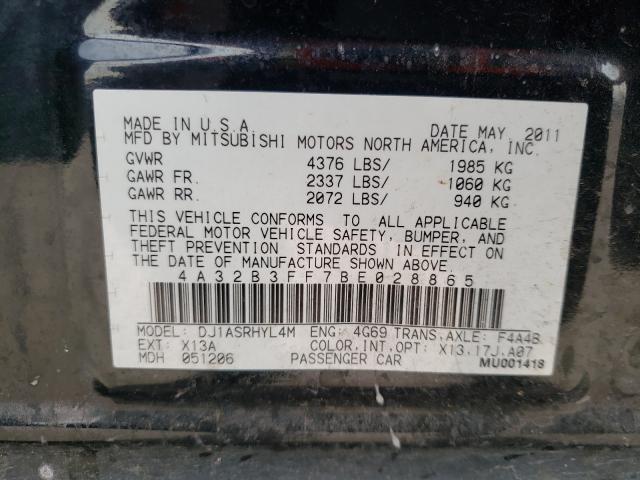 MADE IN U.S.A. DATE MAY 2011
MFD BY MITSUBISHI MOTORS NORTH AMERICA, INC.
GVWR 4376 LBS/ 1985 KG
GAWR FR. 2337 LBS/ 1060 KG
GAWR RR. 2072 LBS/ 940 KG
THIS VEHICLE CONFORMS TO ALL APPLICABLE
FEDERAL MOTOR VEHICLE SAFETY, BUMPER, AND
THEFT PREVENTION STANDARDS IN EFFECT ON
THE DATE OF MANUFACTURE SHOWN ABOVE.
4A32B3FF7BE028865
MODEL: DJ1ASRHYL4M ENG: 4G69 TRANS,AXLE: F4A4B
EXT: X13A COLOR,INT,OPT: X13,17J,A07
MDH 051206 PASSENGER CAR MU001418